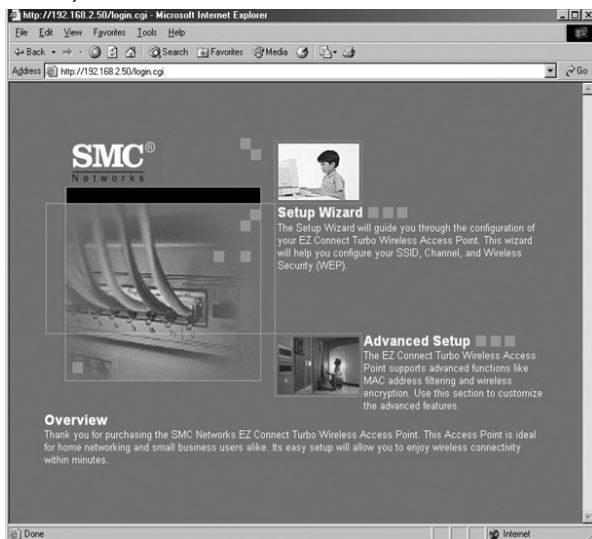 http://192.168.2.50/login.cgi - Microsoft Internet Explorer
File Edit View Favorites Tools Help
Back Search Favorites Media
Address http://192.168.2.50/login.cgi Go
SMC®
Networks
Setup Wizard
The Setup Wizard will guide you through the configuration of
your EZ Connect Turbo Wireless Access Point. This wizard
will help you configure your SSID, Channel, and Wireless
Security (WEP).
Advanced Setup
The EZ Connect Turbo Wireless Access
Point supports advanced functions like
MAC address filtering and wireless
encryption. Use this section to customize
the advanced features.
Overview
Thank you for purchasing the SMC Networks EZ Connect Turbo Wireless Access Point. This Access Point is ideal
for home networking and small business users alike. Its easy setup will allow you to enjoy wireless connectivity
within minutes.
Done Internet